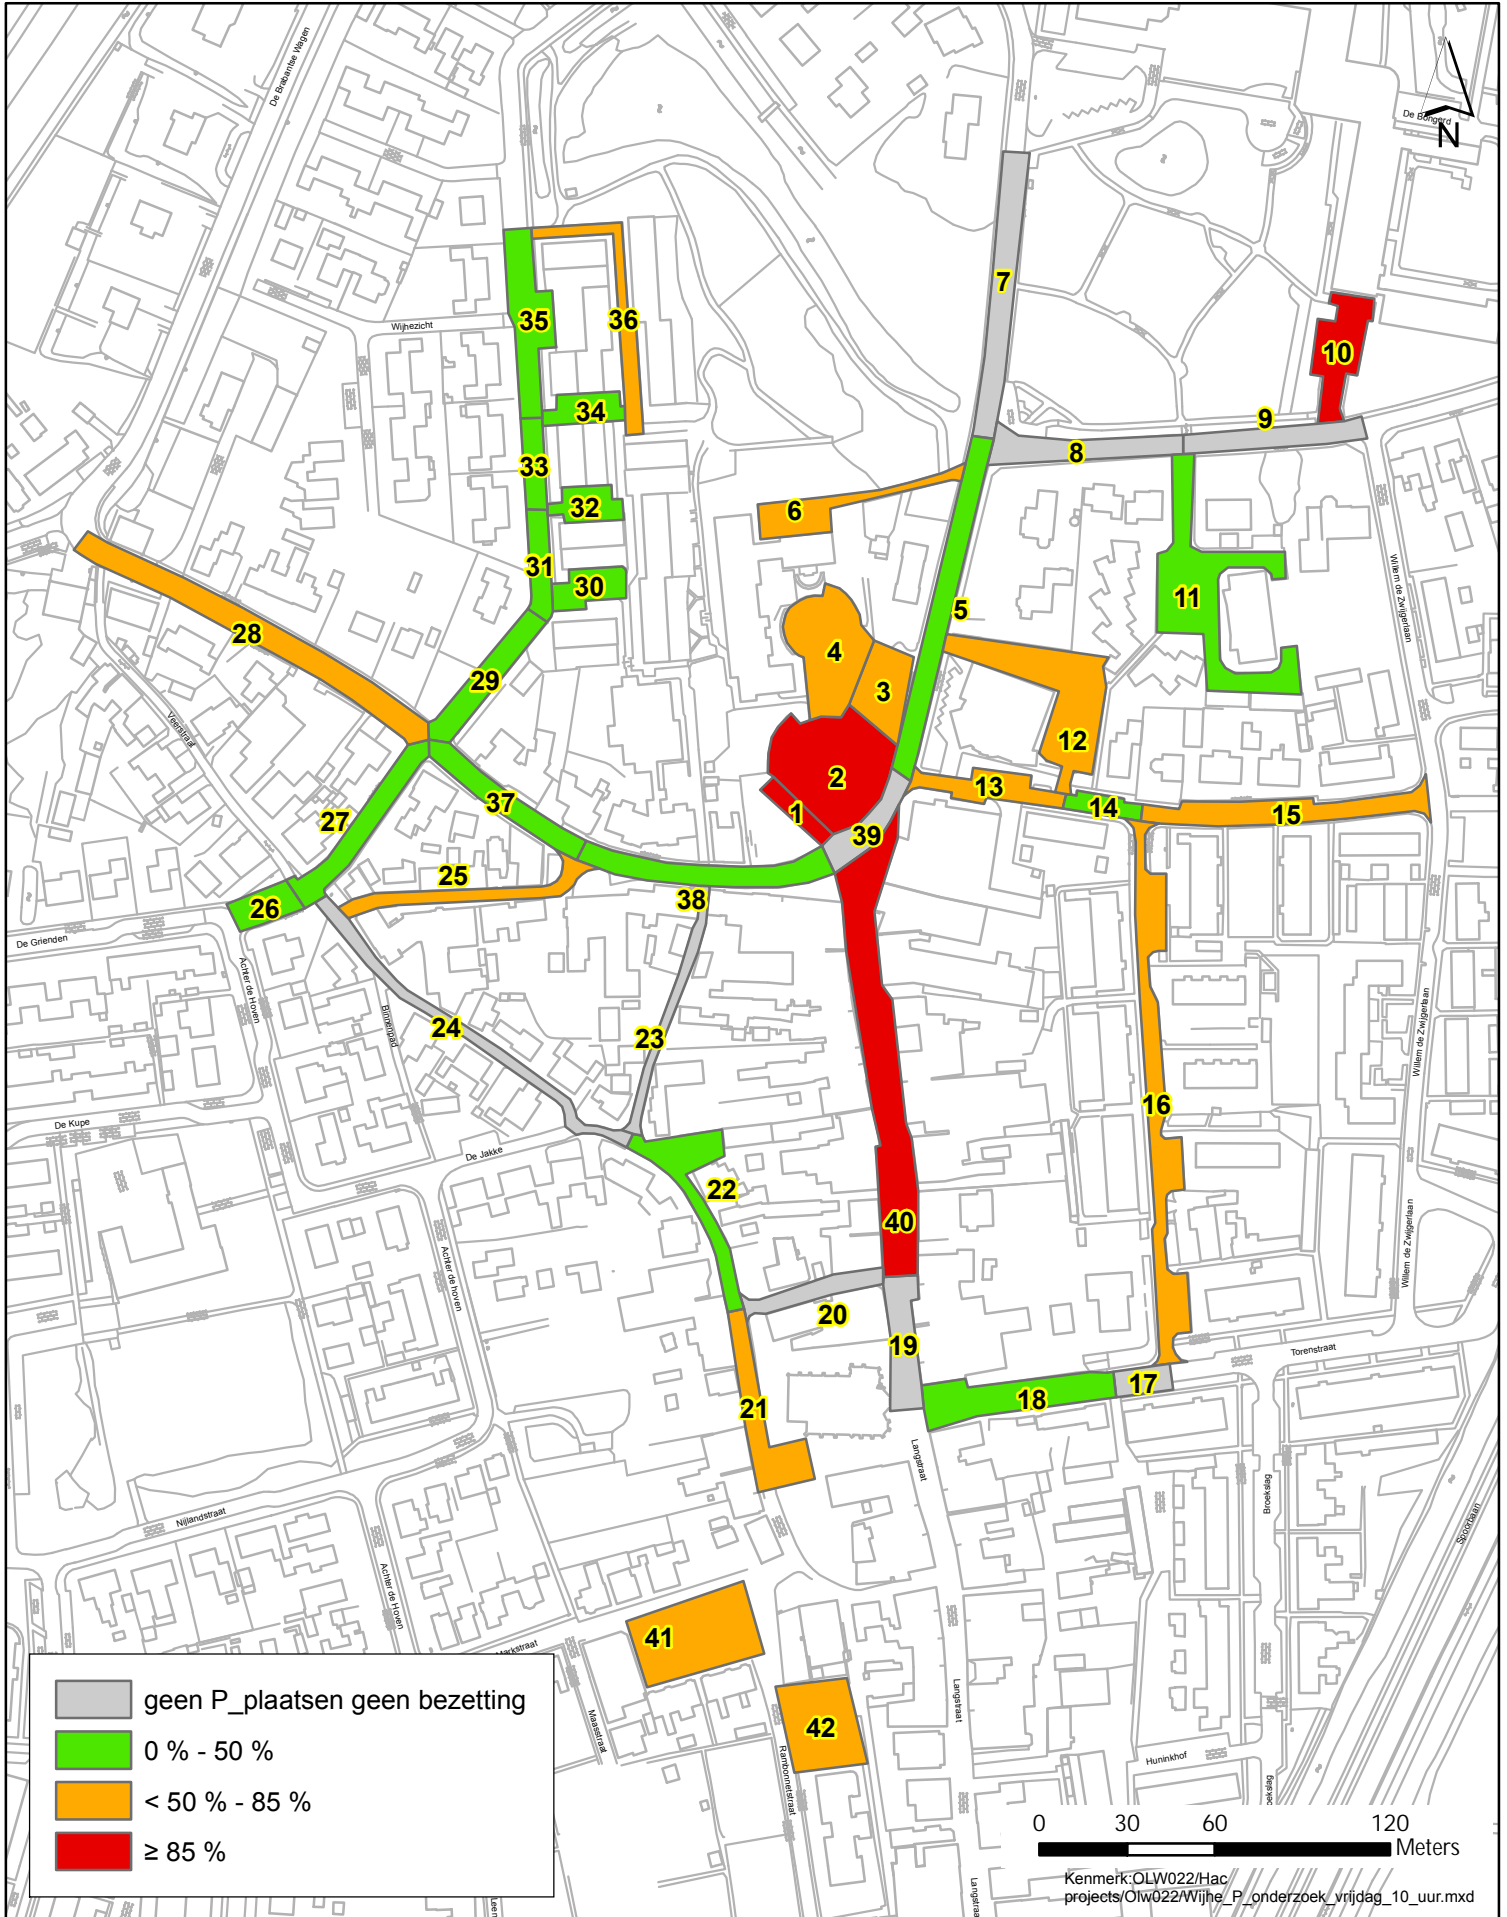 De Brabantse Wagen
De Bongerd
N
7
35
36
Wijhezicht
10
34
9
8
33
6
32
31
30
Willem de Zwijgerlaan
11
5
28
4
29
3
Veerstraat
12
2
13
37
14
15
1
27
39
25
38
26
De Grienden
Achter de Hoven
Binnenpad
24
23
Willem de Zwijgerlaan
16
De Kupe
De Jakke
22
40
Willem de Zwijgerlaan
Achter de hoven
20
19
Torenstraat
17
18
21
Langstraat
Broekslag
Nijlandstraat
Spoorbaan
Achter de Hoven
41
Markstraat
Langstraat
42
Maasstraat
Rambonnetstraat
Huninkhof
geen P_plaatsen geen bezetting
0 % - 50 %
< 50 % - 85 %
≥ 85 %
0 30 60 120
Meters
Kenmerk:OLW022/Hac
projects/Olw022/Wijhe_P_onderzoek_vrijdag_10_uur.mxd